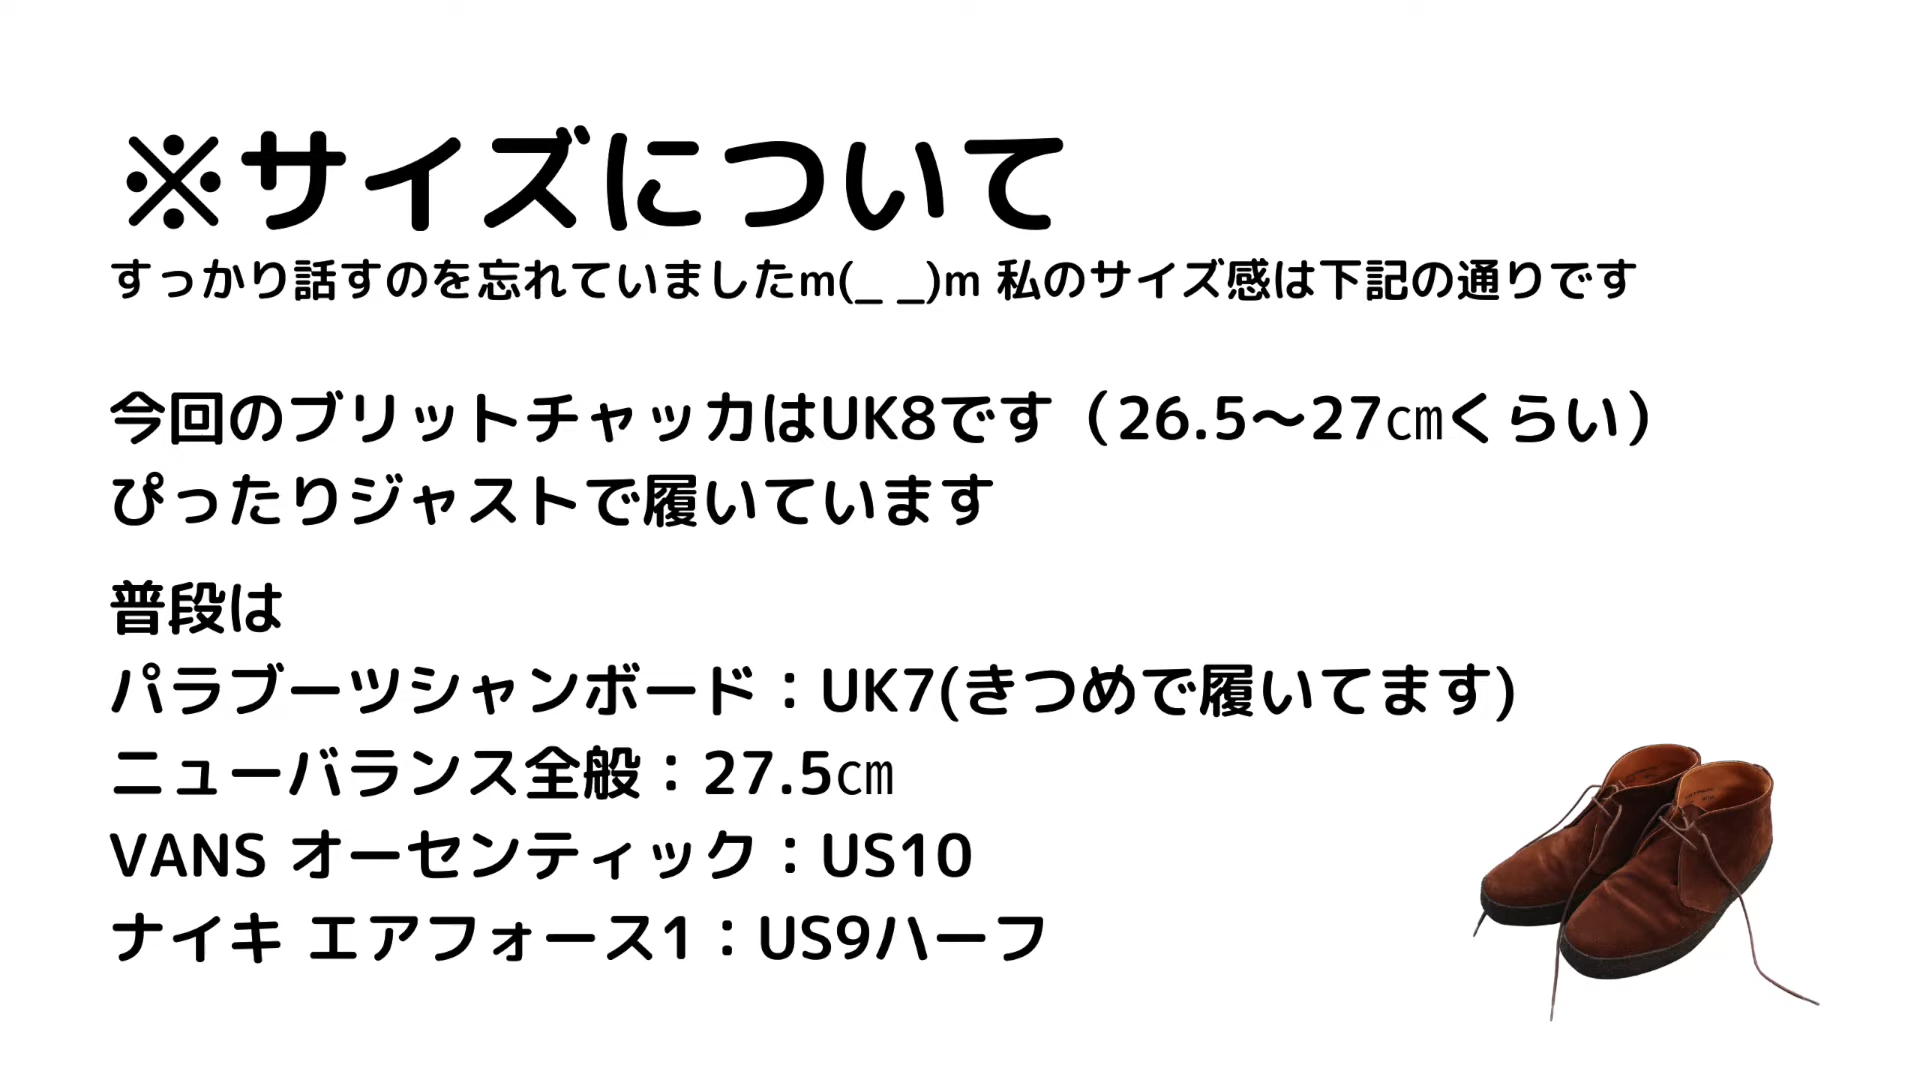 ※サイズについて
すっかり話すのを忘れていましたm(_ _)m 私のサイズ感は下記の通りです
今回のブリットチャッカはUK8です（26.5〜27㎝くらい）
ぴったりジャストで履いています
普段は
パラブーツシャンボード：UK7(きつめで履いてます)
ニューバランス全般：27.5㎝
VANS オーセンティック：US10
ナイキ エアフォース1：US9ハーフ